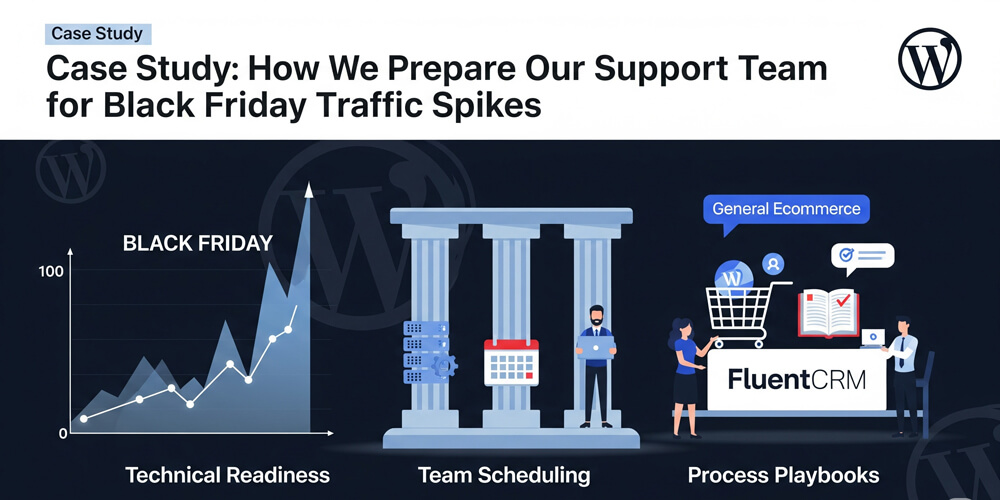 Case Study
Case Study: How We Prepare Our Support Team
for Black Friday Traffic Spikes
BLACK FRIDAY
100
0
General Ecommerce
FluentCRM
Technical Readiness
Team Scheduling
Process Playbooks